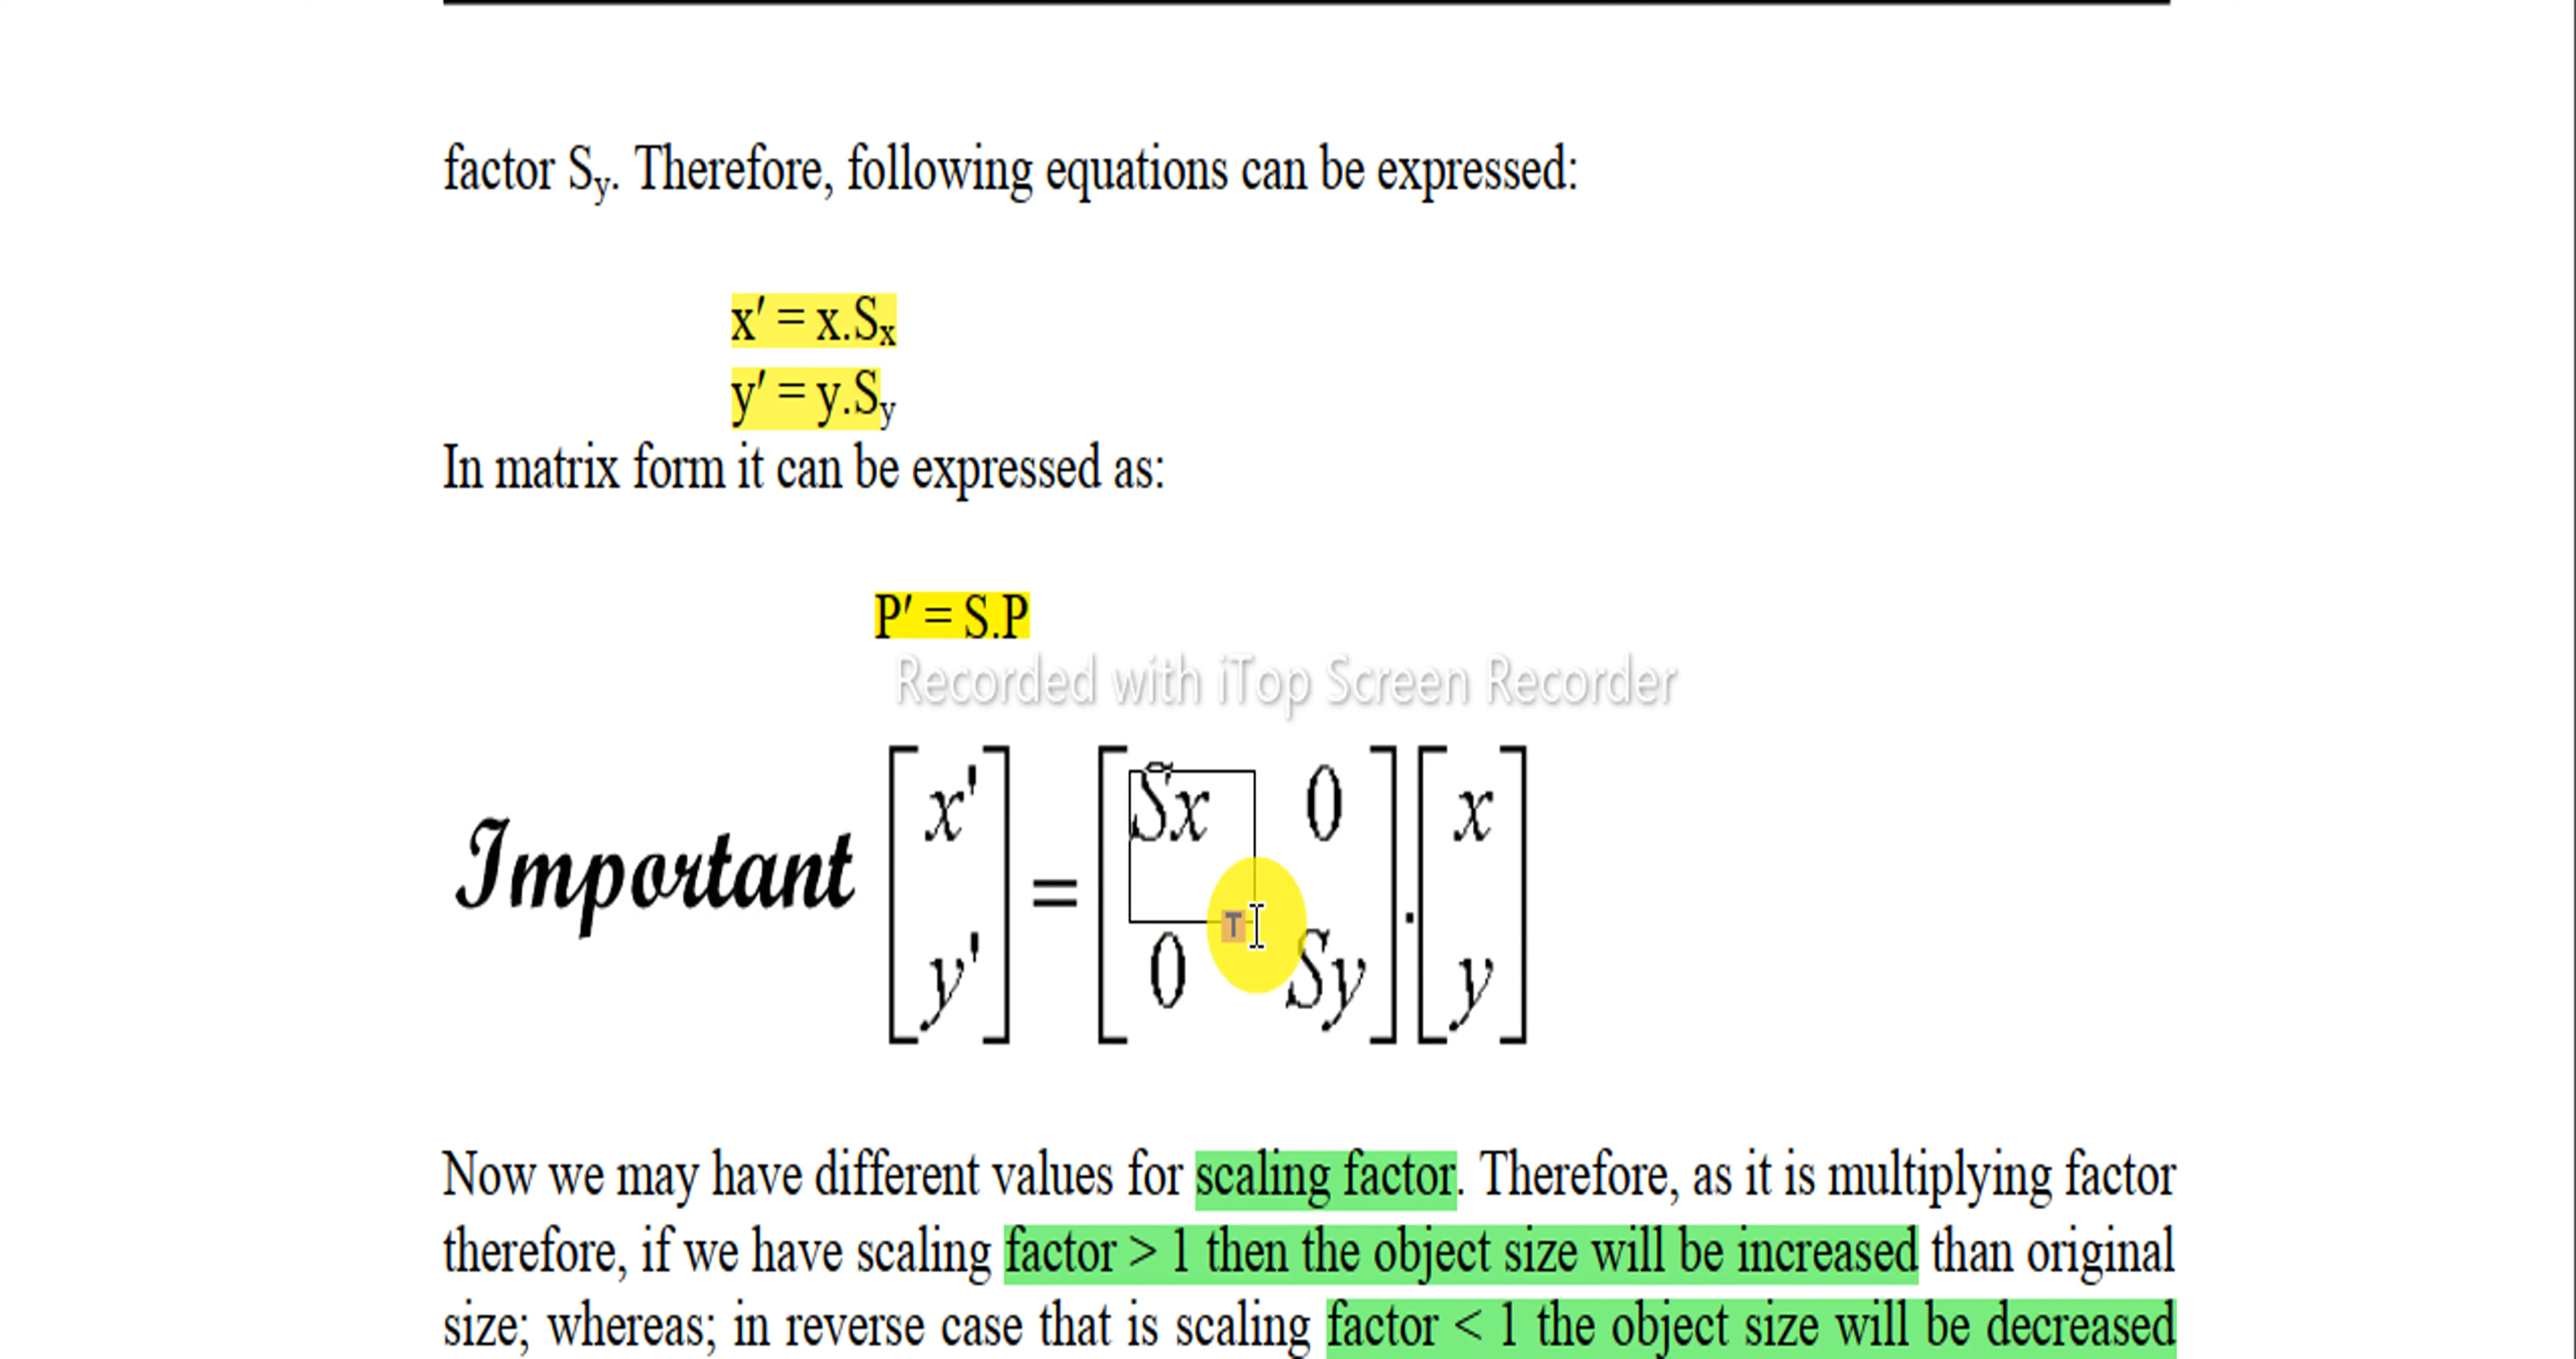 factor Sy. Therefore, following equations can be expressed:
x′ = x.Sx
y′ = y.Sy
In matrix form it can be expressed as:
P′ = S.P
Recorded with iTop Screen Recorder
Important [x' y'] = [Sx 0 0 Sy] . [x y]
T
Now we may have different values for scaling factor. Therefore, as it is multiplying factor
therefore, if we have scaling factor > 1 then the object size will be increased than original
size; whereas; in reverse case that is scaling factor < 1 the object size will be decreased